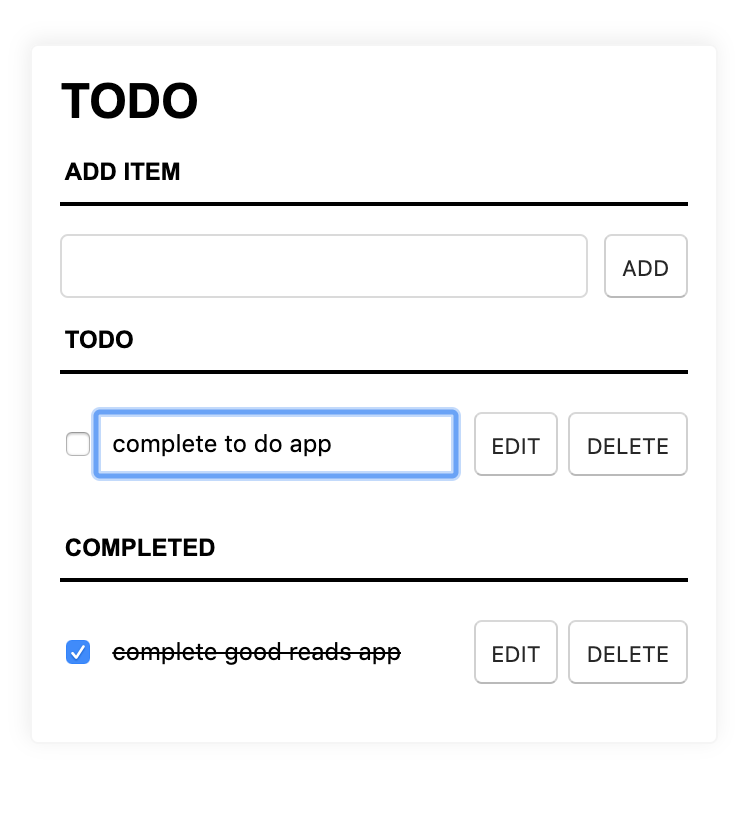 TODO
ADD ITEM
ADD
TODO
complete to do app EDIT DELETE
COMPLETED
complete good reads app EDIT DELETE